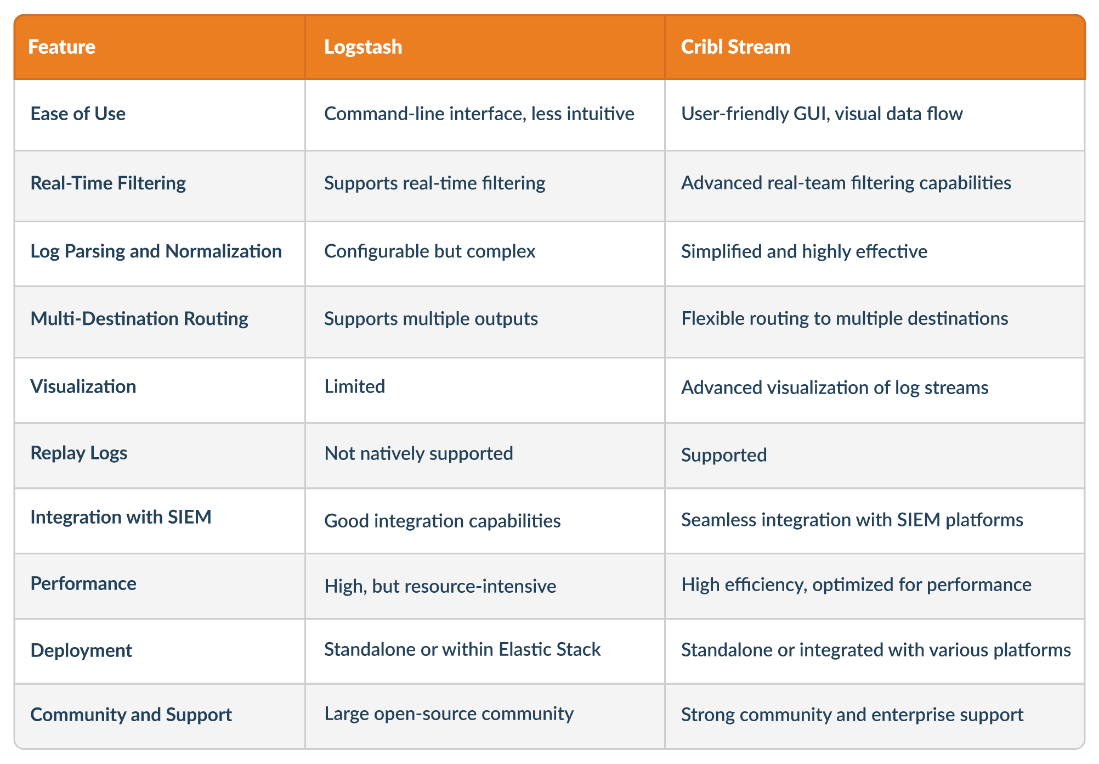 Feature Logstash Cribl Stream
Ease of Use Command-line interface, less intuitive User-friendly GUI, visual data flow
Real-Time Filtering Supports real-time filtering Advanced real-team filtering capabilities
Log Parsing and Normalization Configurable but complex Simplified and highly effective
Multi-Destination Routing Supports multiple outputs Flexible routing to multiple destinations
Visualization Limited Advanced visualization of log streams
Replay Logs Not natively supported Supported
Integration with SIEM Good integration capabilities Seamless integration with SIEM platforms
Performance High, but resource-intensive High efficiency, optimized for performance
Deployment Standalone or within Elastic Stack Standalone or integrated with various platforms
Community and Support Large open-source community Strong community and enterprise support